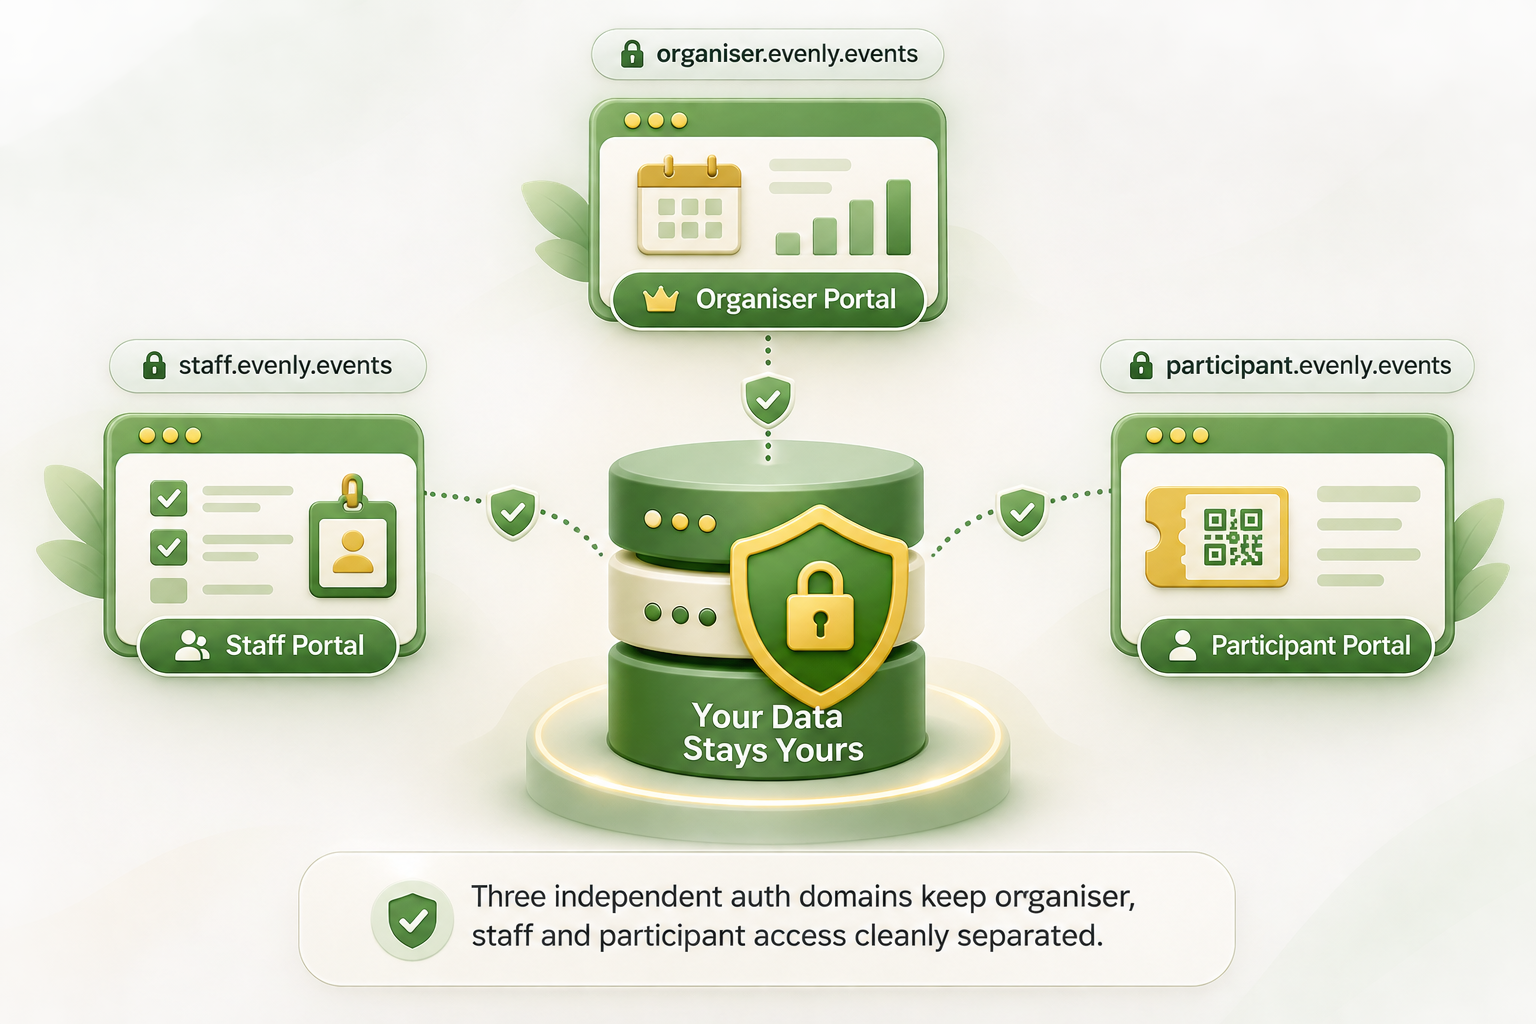 organiser.evenly.events
Organiser Portal
staff.evenly.events
Staff Portal
participant.evenly.events
Participant Portal
Your Data
Stays Yours
Three independent auth domains keep organiser,
staff and participant access cleanly separated.